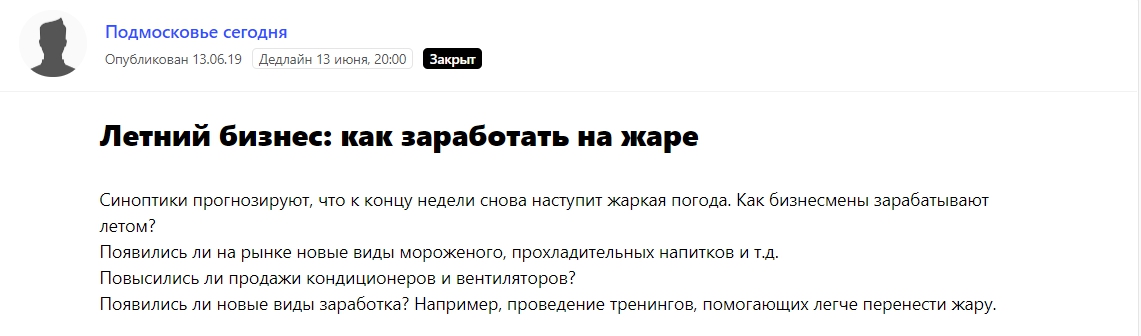 Подмосковье сегодня
Опубликован 13.06.19 Дедлайн 13 июня, 20:00 Закрыт
Летний бизнес: как заработать на жаре
Синоптики прогнозируют, что к концу недели снова наступит жаркая погода. Как бизнесмены зарабатывают
летом?
Появились ли на рынке новые виды мороженого, прохладительных напитков и т.д.
Повысились ли продажи кондиционеров и вентиляторов?
Появились ли новые виды заработка? Например, проведение тренингов, помогающих легче перенести жару.